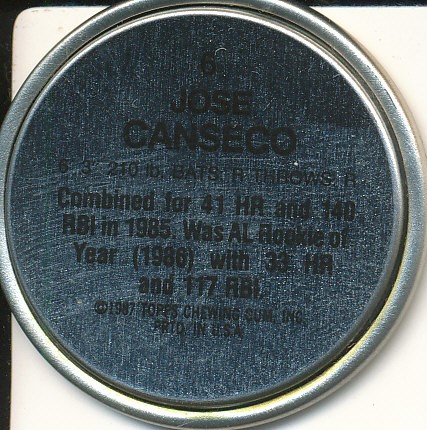 6.
JOSE
CANSECO
6' 3" 210 lb. BATS: R THROWS: R
Combined for 41 HR and 140
RBI in 1985. Was AL Rookie of
Year (1986) with 33 HR
and 117 RBI.
©1987 TOPPS CHEWING GUM, INC.
PRTD. IN U.S.A.